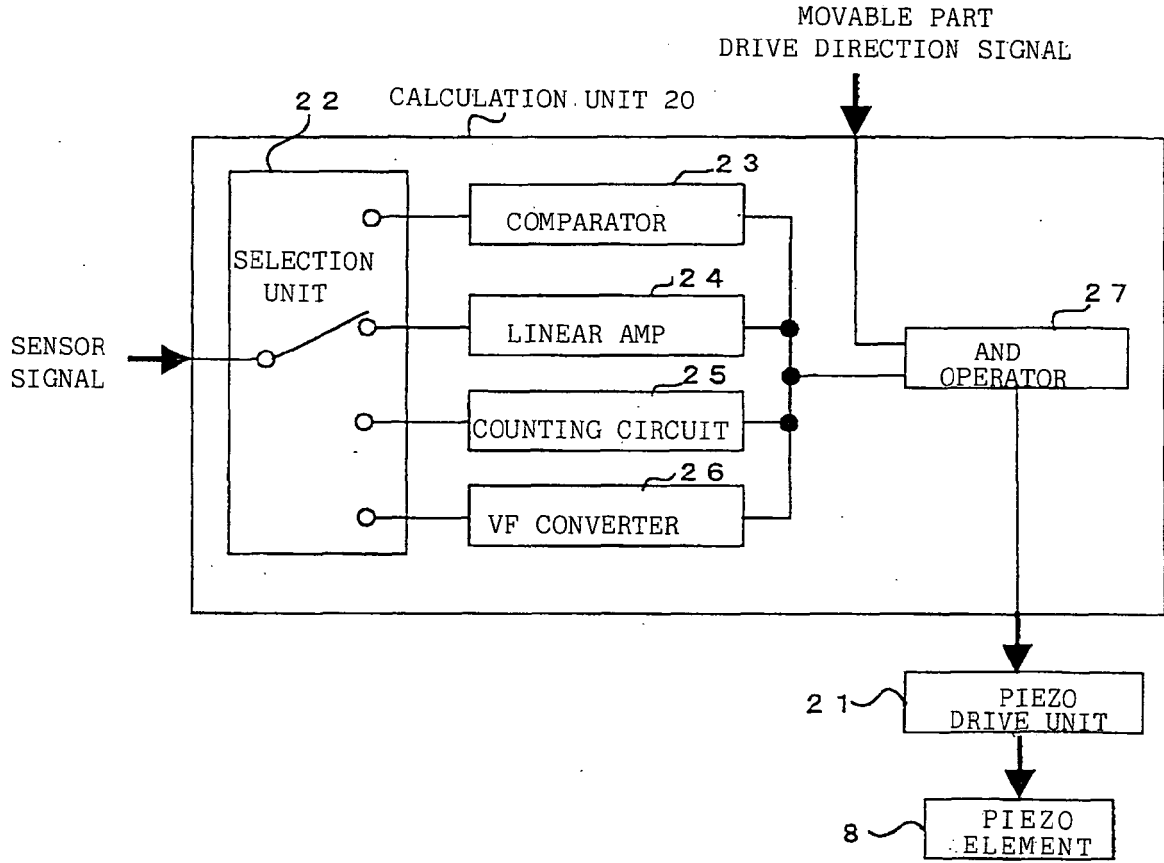 MOVABLE PART
DRIVE DIRECTION SIGNAL
22
CALCULATION UNIT 20
23
COMPARATOR
SELECTION
UNIT
24
LINEAR AMP
27
AND
OPERATOR
SENSOR
SIGNAL
25
COUNTING CIRCUIT
26
VF CONVERTER
21
PIEZO
DRIVE UNIT
8
PIEZO
ELEMENT